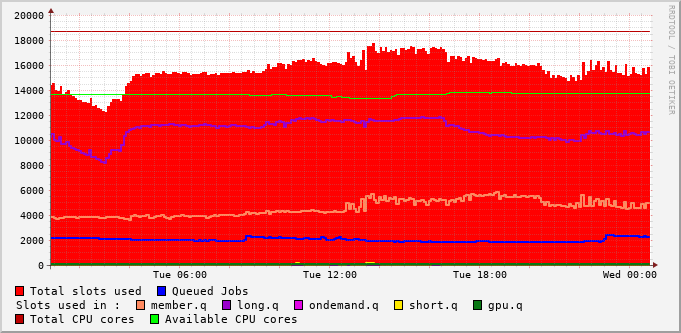 RRDTOOL / TOBI OETIKER
20000
18000
16000
14000
12000
10000
8000
6000
4000
2000
0
Tue 06:00 Tue 12:00 Tue 18:00 Wed 00:00
Total slots used Queued Jobs
Slots used in : member.q long.q ondemand.q short.q gpu.q
Total CPU cores Available CPU cores